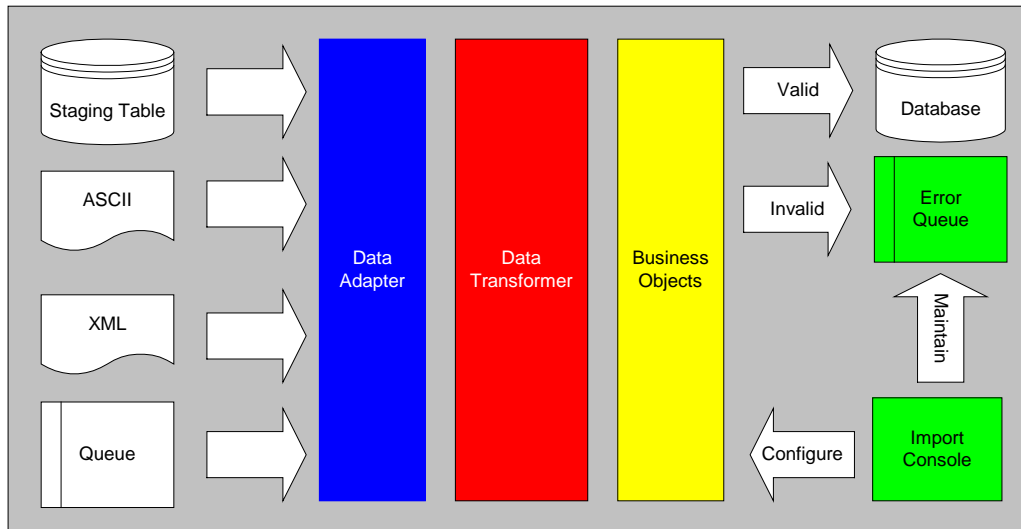 Staging Table
ASCII
XML
Queue
Data
Adapter
Data
Transformer
Business
Objects
Valid
Invalid
Configure
Database
Error
Queue
Maintain
Import
Console